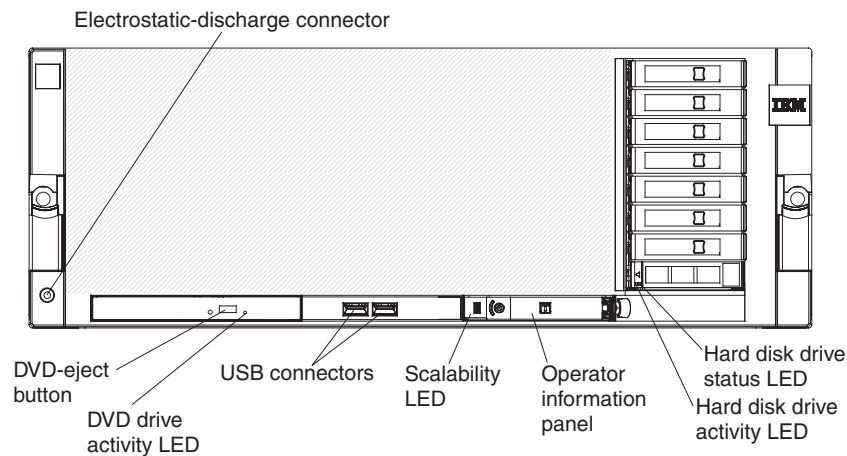 Electrostatic-discharge connector
IBM
DVD-eject
button
DVD drive
activity LED
USB connectors
Scalability
LED
Operator
information
panel
Hard disk drive
status LED
Hard disk drive
activity LED